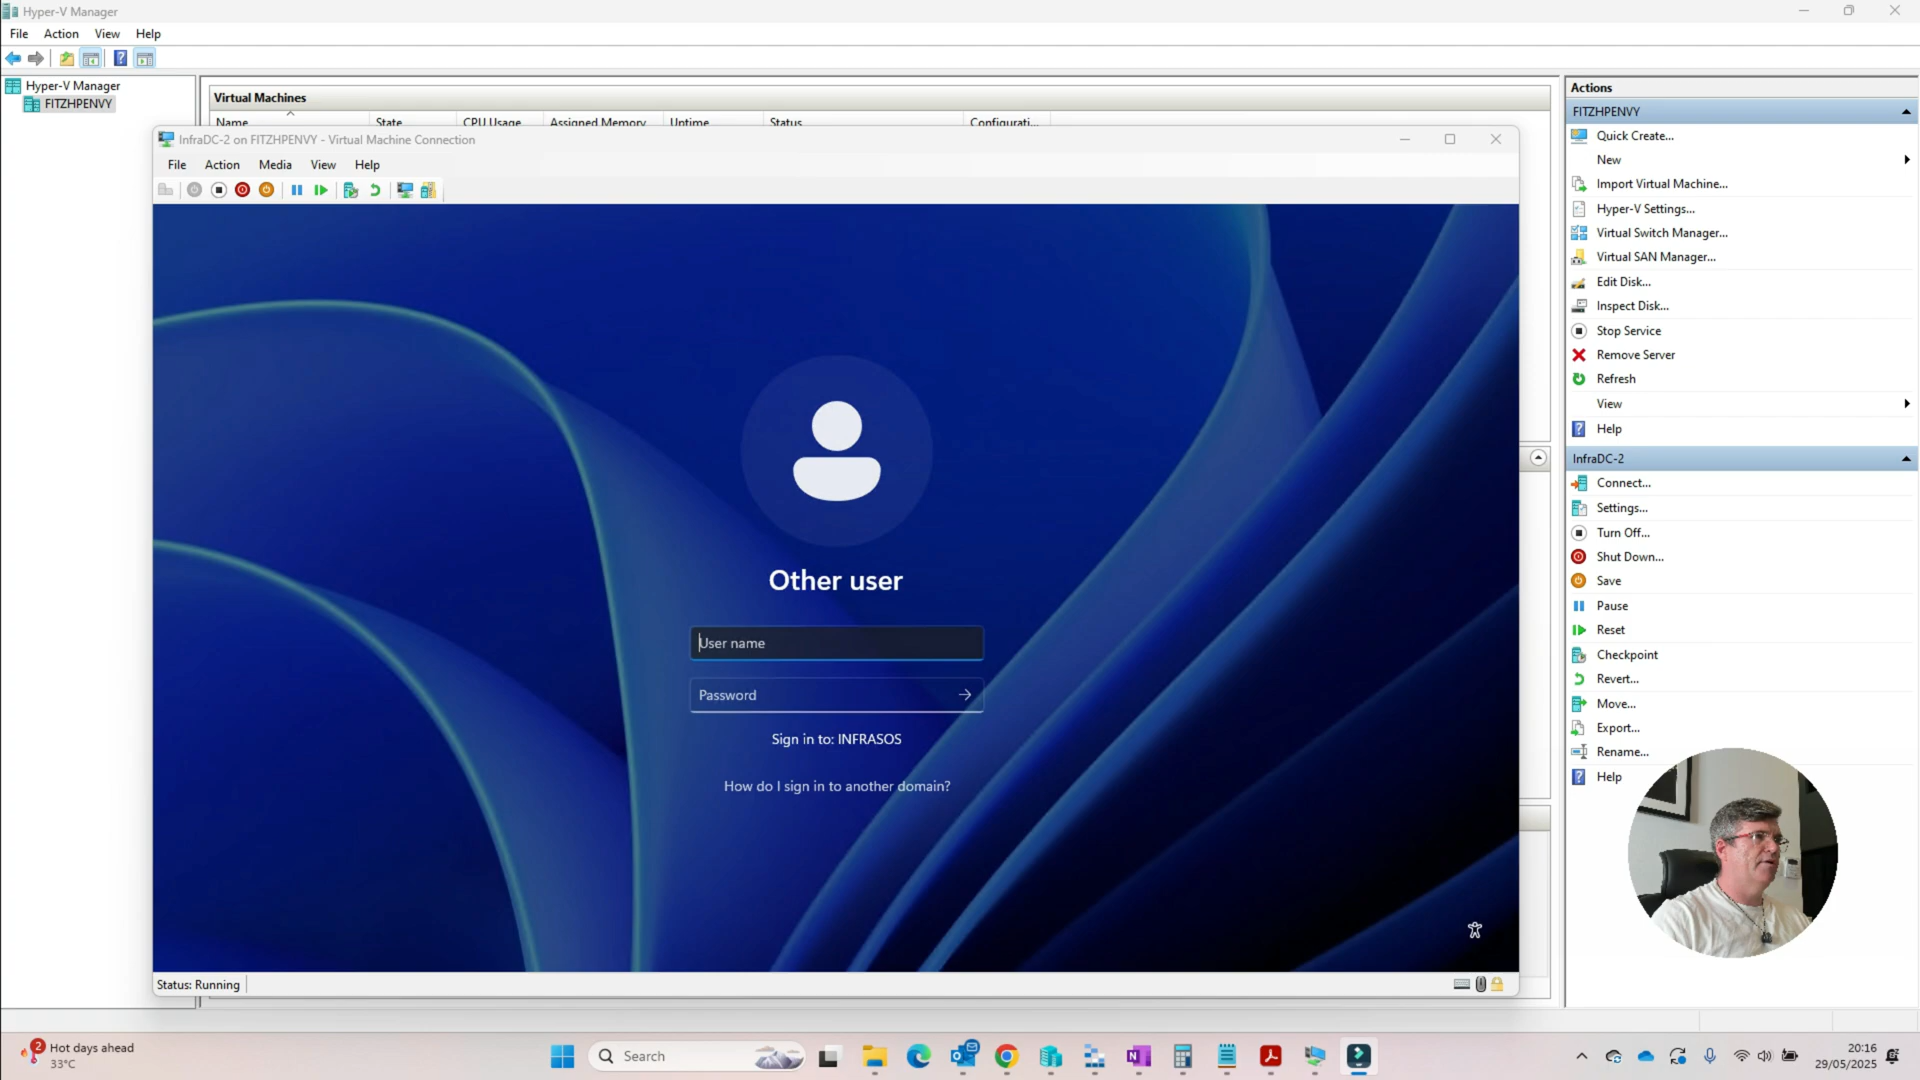 Hyper-V Manager
File Action View Help
Hyper-V Manager
FITZHPENVY
Virtual Machines
Name State CPU Usage Assigned Memory Uptime Status Configurati...
InfraDC-2 on FITZHPENVY - Virtual Machine Connection
File Action Media View Help
Other user
User name
Password
Sign in to: INFRASOS
How do I sign in to another domain?
Status: Running
Actions
FITZHPENVY
Quick Create...
New
Import Virtual Machine...
Hyper-V Settings...
Virtual Switch Manager...
Virtual SAN Manager...
Edit Disk...
Inspect Disk...
Stop Service
Remove Server
Refresh
View
Help
InfraDC-2
Connect...
Settings...
Turn Off...
Shut Down...
Save
Pause
Reset
Checkpoint
Revert...
Move...
Export...
Rename...
Help
2
Hot days ahead
33°C
Search
20:16
29/05/2025